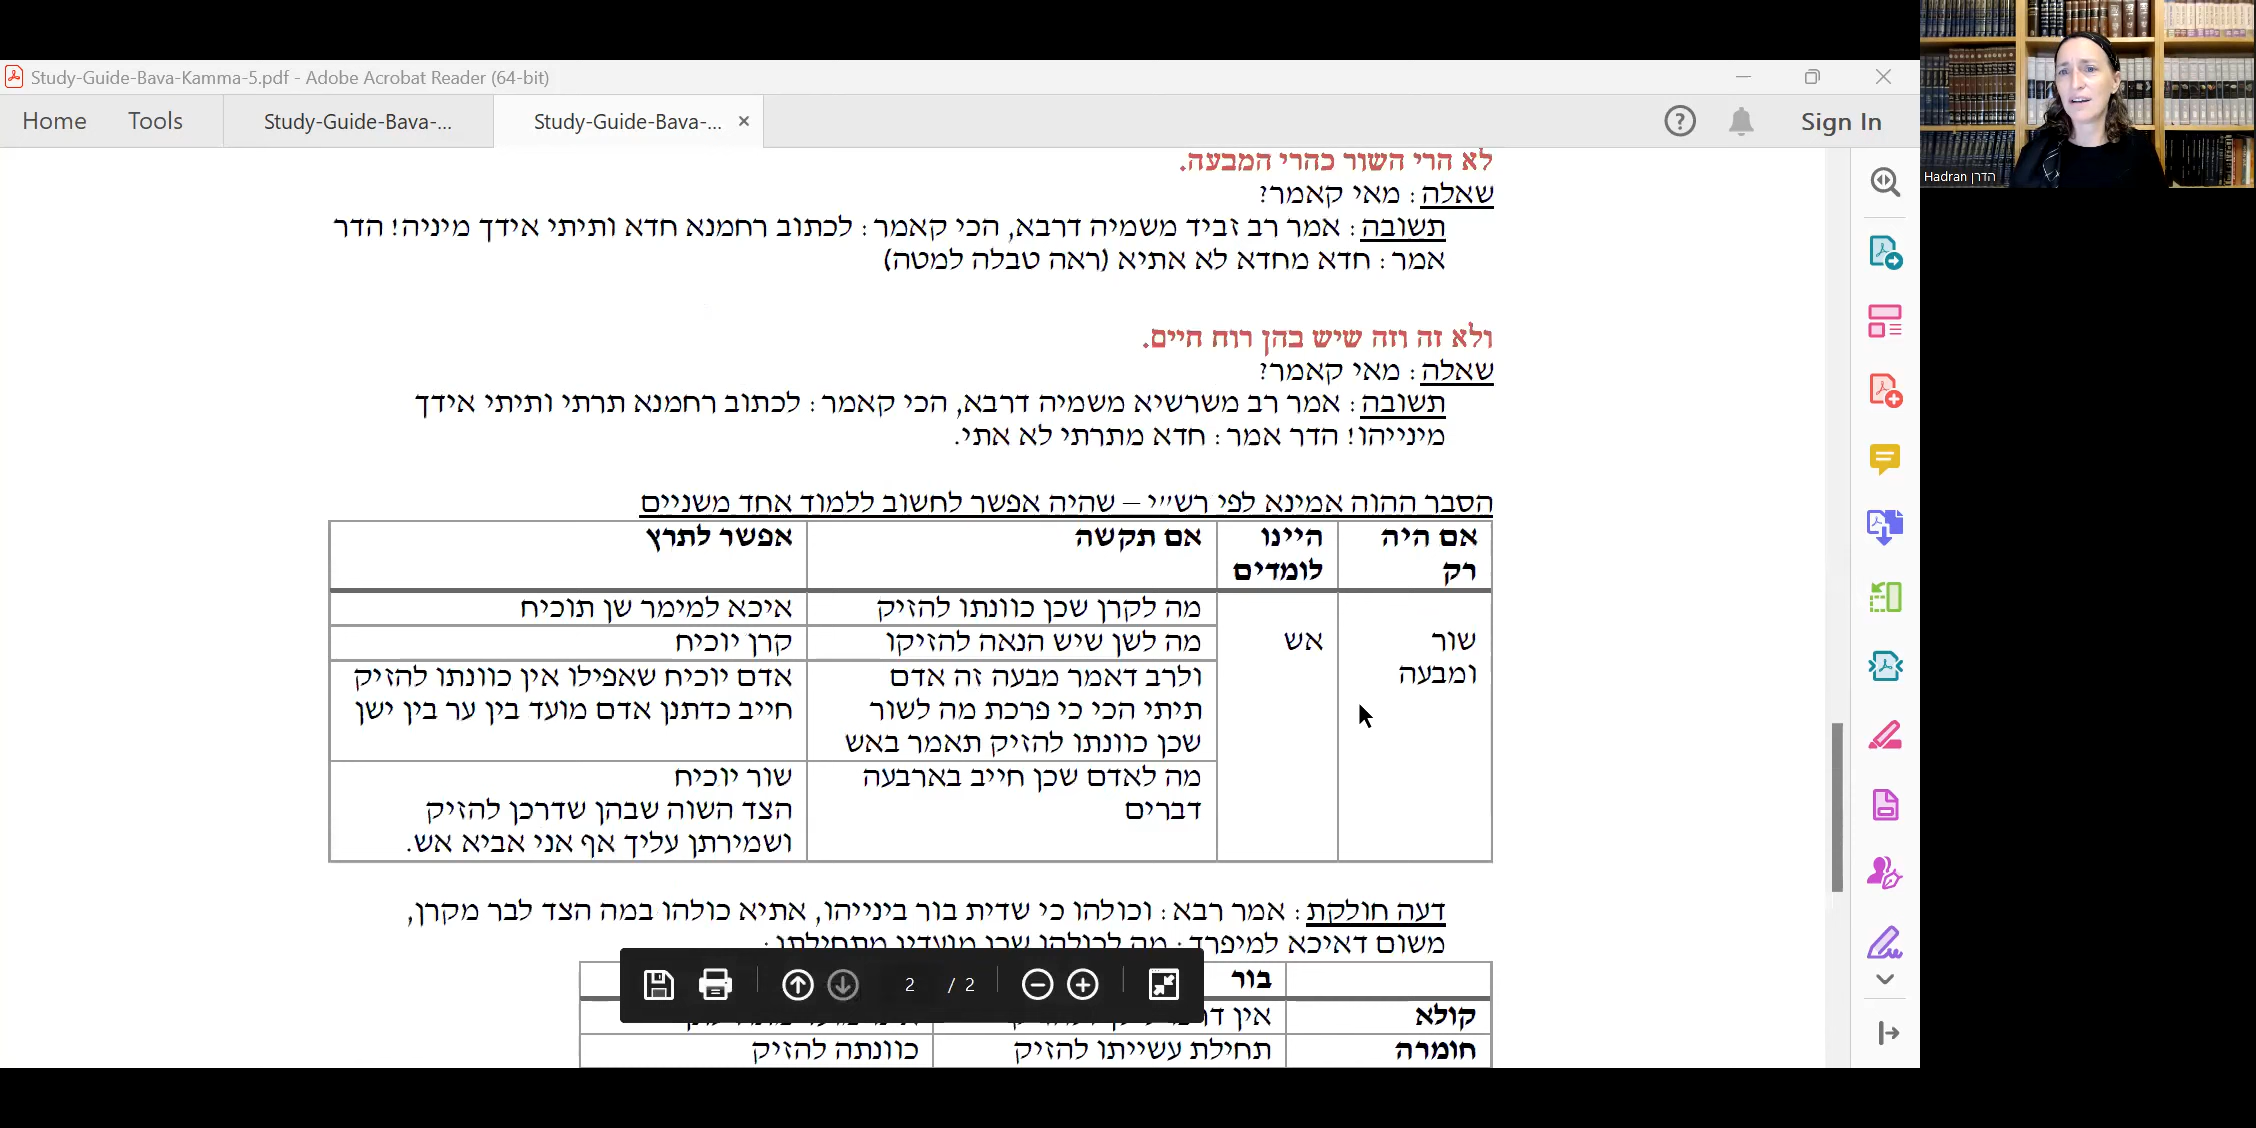 Study-Guide-Bava-Kamma-5.pdf - Adobe Acrobat Reader (64-bit)
Home Tools Study-Guide-Bava-... Study-Guide-Bava-... Sign In
Hadran הדרן
לא הרי השור כהרי המבעה.
שאלה: מאי קאמר?
תשובה: אמר רב זביד משמיה דרבא, הכי קאמר: לכתוב רחמנא חדא ותיתי אידך מיניה! הדר
אמר: חדא מחדא לא אתיא (ראה טבלה למטה)
ולא זה וזה שיש בהן רוח חיים.
שאלה: מאי קאמר?
תשובה: אמר רב משרשיא משמיה דרבא, הכי קאמר: לכתוב רחמנא תרתי ותיתי אידך
מינייהו! הדר אמר: חדא מתרתי לא אתי.
הסבר ההוה אמינא לפי רש״י – שהיה אפשר לחשוב ללמוד אחד משניים
אם היה רק
היינו לומדים
אם תקשה
אפשר לתרץ
שור
ומבעה
אש
מה לקרן שכן כוונתו להזיק
איכא למימר שן תוכיח
מה לשן שיש הנאה להזיקו
קרן יוכיח
ולרב דאמר מבעה זה אדם
תיתי הכי כי פרכת מה לשור
שכן כוונתו להזיק תאמר באש
אדם יוכיח שאפילו אין כוונתו להזיק
חייב כדתנן אדם מועד בין ער בין ישן
מה לאדם שכן חייב בארבעה
דברים
שור יוכיח
הצד השוה שבהן שדרכן להזיק
ושמירתן עליך אף אני אביא אש.
דעה חולקת: אמר רבא: וכולהו כי שדית בור בינייהו, אתיא כולהו במה הצד לבר מקרן,
משום דאיכא למיפרך: מה לכולהו שכן מועדין מתחילתן:
2 / 2
בור
קולא אין
חומרה תחילת עשייתו להזיק כוונתה להזיק